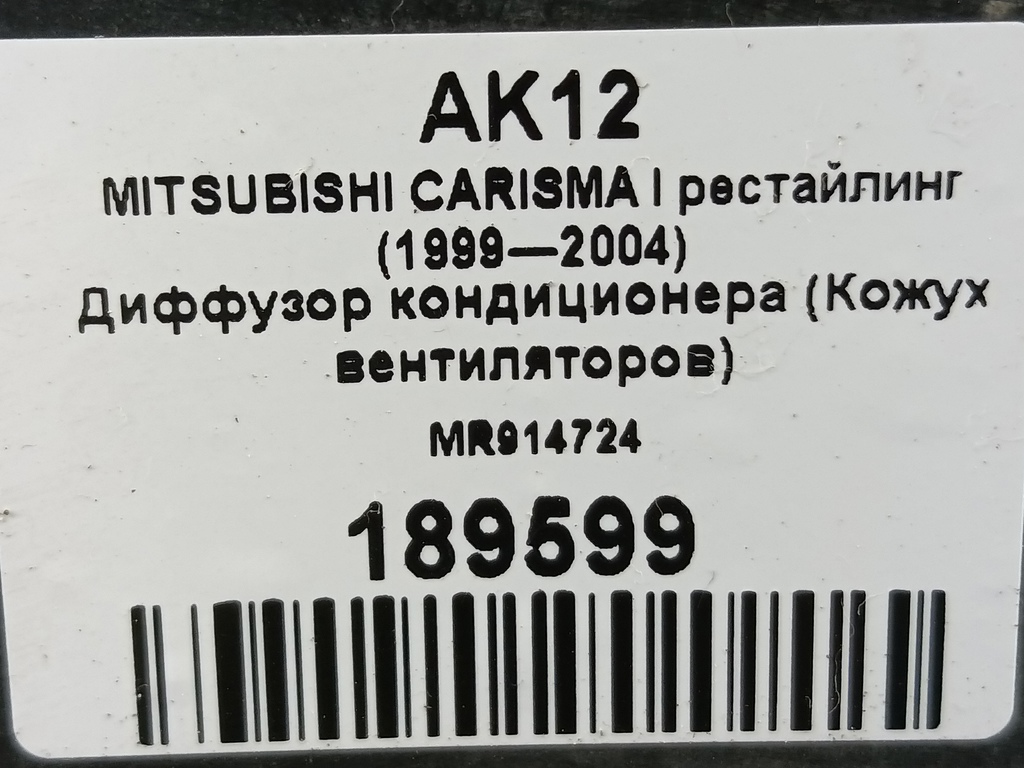 AK12
MITSUBISHI CARISMA I рестайлинг
(1999—2004)
Диффузор кондиционера (Кожух
вентиляторов)
MR914724
189599